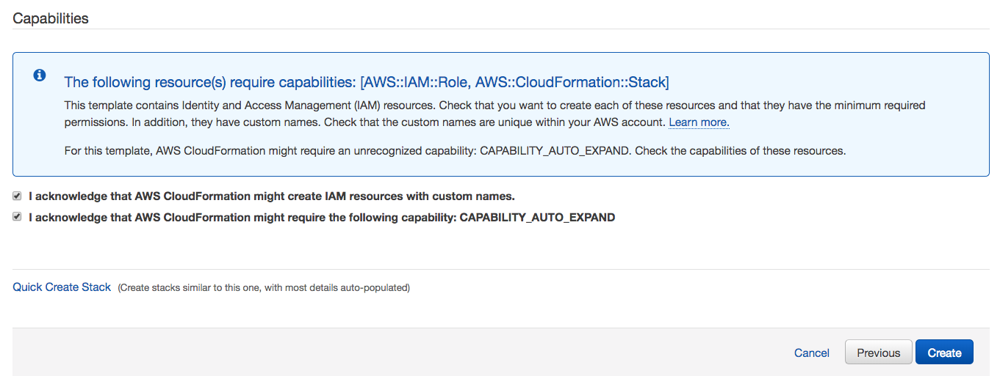 Capabilities
The following resource(s) require capabilities: [AWS::IAM::Role, AWS::CloudFormation::Stack]
This template contains Identity and Access Management (IAM) resources. Check that you want to create each of these resources and that they have the minimum required
permissions. In addition, they have custom names. Check that the custom names are unique within your AWS account. Learn more.
For this template, AWS CloudFormation might require an unrecognized capability: CAPABILITY_AUTO_EXPAND. Check the capabilities of these resources.
I acknowledge that AWS CloudFormation might create IAM resources with custom names.
I acknowledge that AWS CloudFormation might require the following capability: CAPABILITY_AUTO_EXPAND
Quick Create Stack (Create stacks similar to this one, with most details auto-populated)
Cancel Previous Create